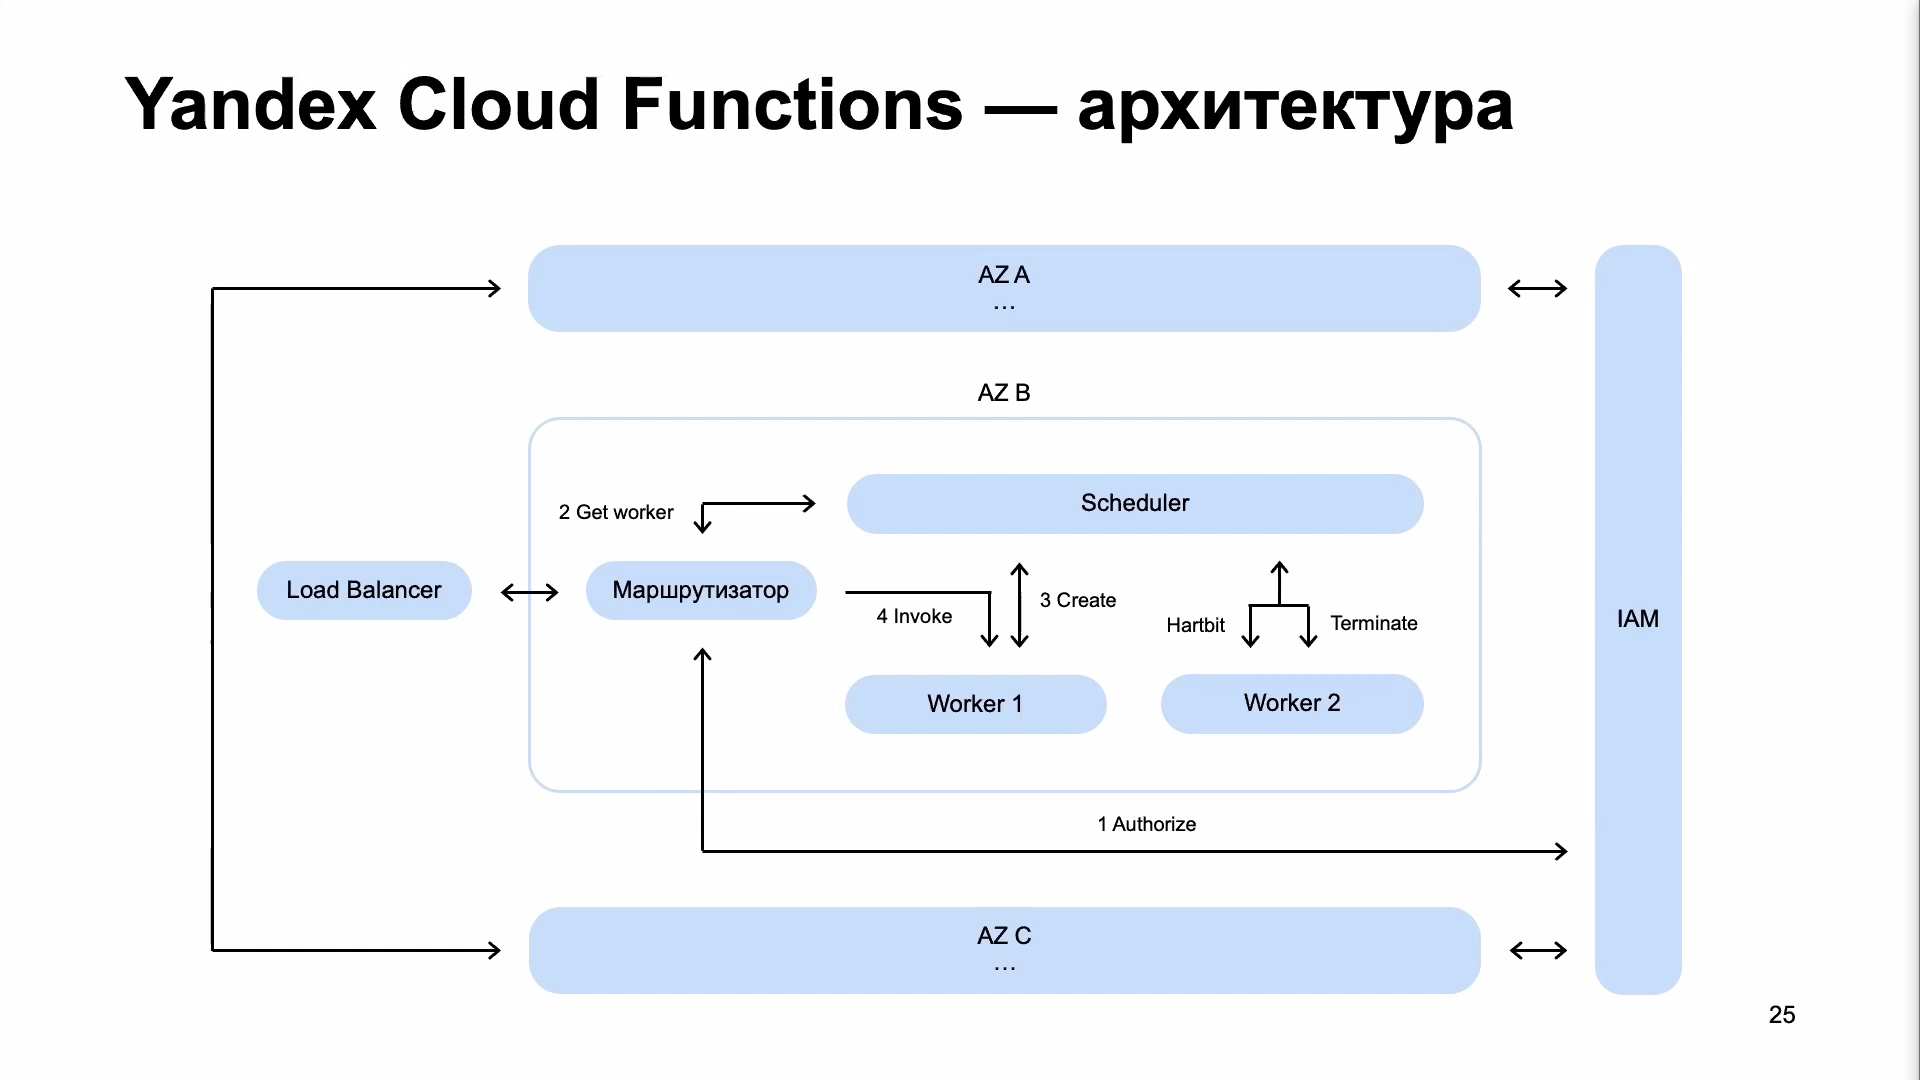 Yandex Cloud Functions — архитектура
AZ A
...
AZ B
2 Get worker
Scheduler
Load Balancer
Маршрутизатор
4 Invoke
3 Create
Hartbit
Terminate
IAM
Worker 1
Worker 2
1 Authorize
AZ C
...
25